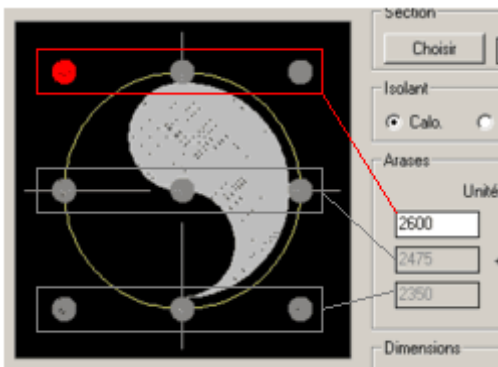 Section
Choisir
Isolant
Calo.
Arases
Unité
2600
2475
2350
Dimensions